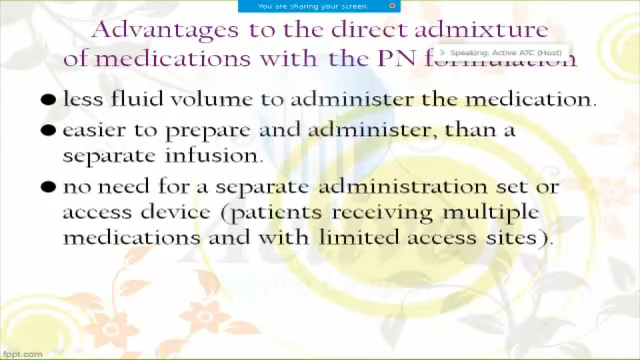 You are sharing your screen.
Advantages to the direct admixture
of medications with the PN formulation
Speaking: Active ATC (Host)
● less fluid volume to administer the medication.
● easier to prepare and administer, than a
separate infusion.
● no need for a separate administration set or
access device (patients receiving multiple
medications and with limited access sites).
fppt.com